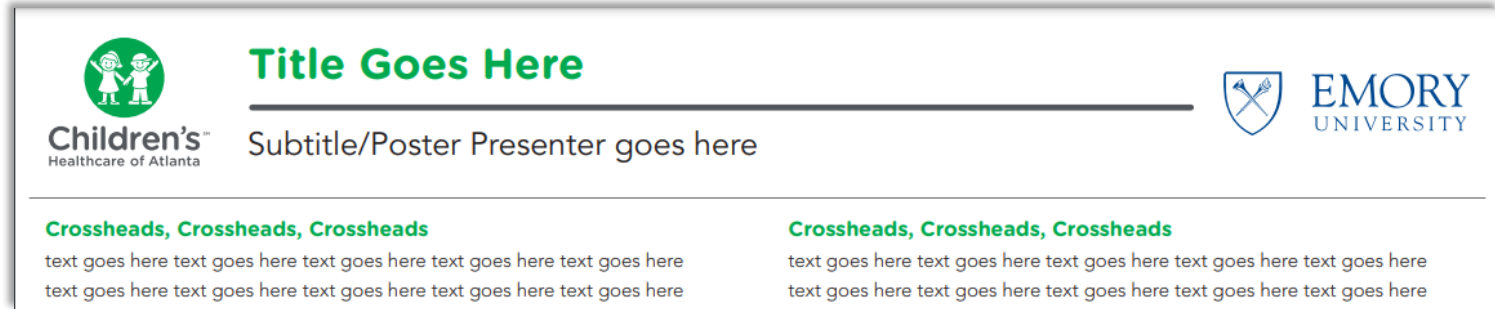 Title Goes Here
Children's℠
Healthcare of Atlanta
Subtitle/Poster Presenter goes here
EMORY
UNIVERSITY
Crossheads, Crossheads, Crossheads
text goes here text goes here text goes here text goes here text goes here
text goes here text goes here text goes here text goes here text goes here
Crossheads, Crossheads, Crossheads
text goes here text goes here text goes here text goes here text goes here
text goes here text goes here text goes here text goes here text goes here